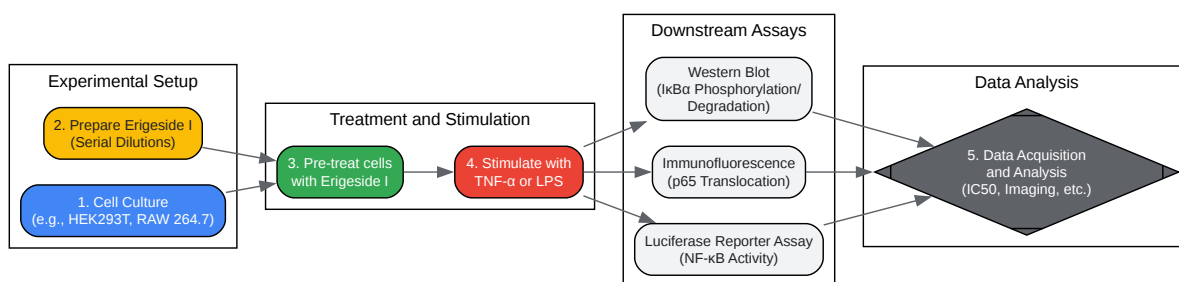 Experimental Setup
2. Prepare Erigeside I
(Serial Dilutions)
1. Cell Culture
(e.g., HEK293T, RAW 264.7)
Treatment and Stimulation
3. Pre-treat cells
with Erigeside I
4. Stimulate with
TNF-α or LPS
Downstream Assays
Western Blot
(IκBα Phosphorylation/
Degradation)
Immunofluorescence
(p65 Translocation)
Luciferase Reporter Assay
(NF-κB Activity)
Data Analysis
5. Data Acquisition
and Analysis
(IC50, Imaging, etc.)